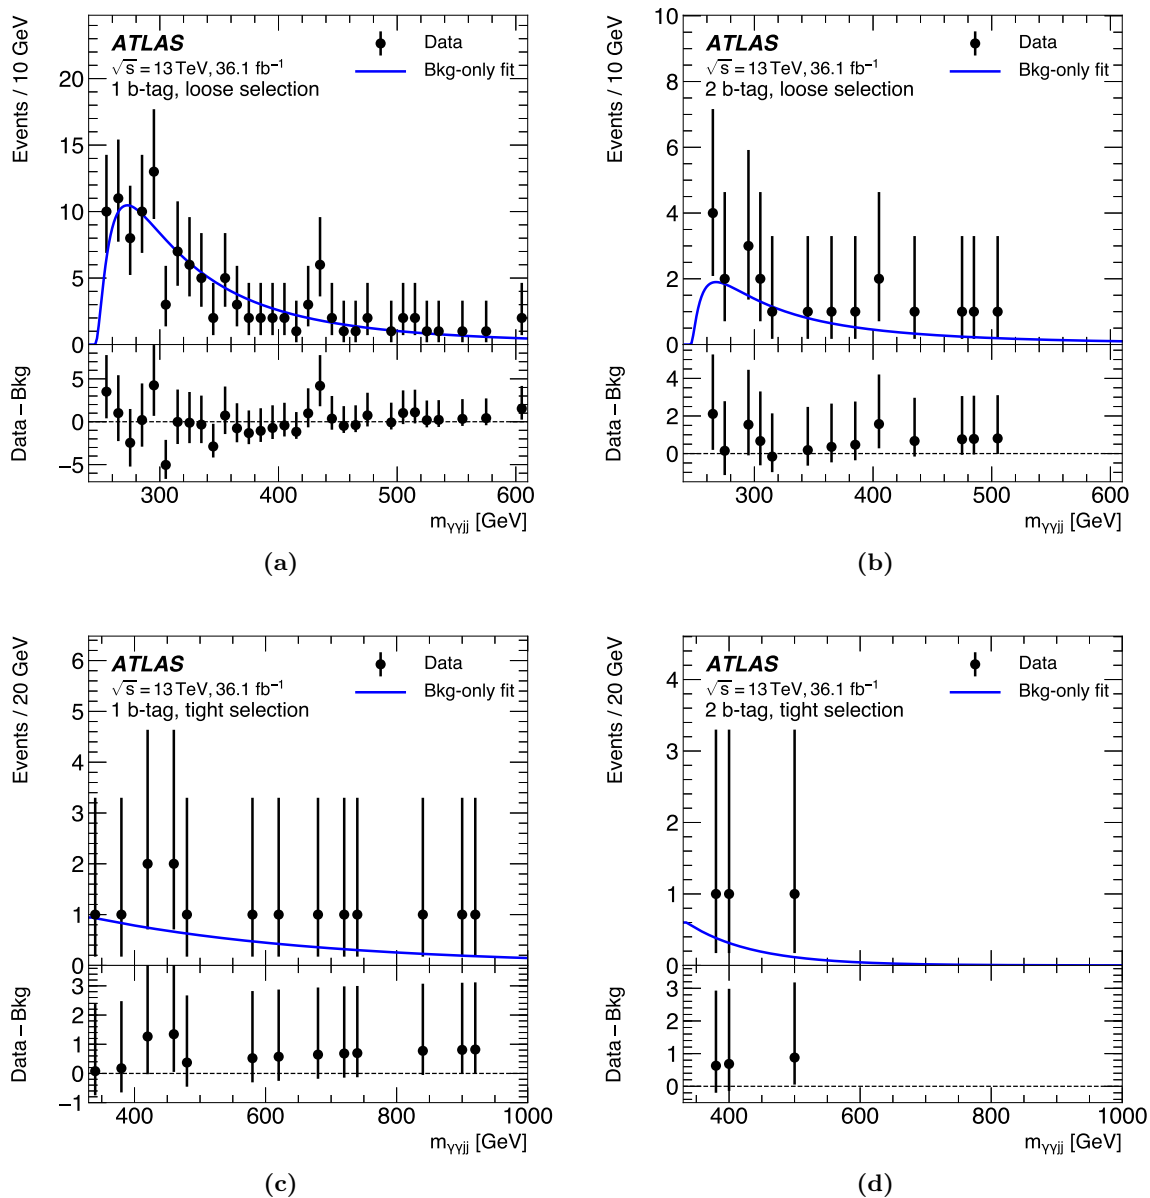 Events / 10 GeV
ATLAS
√s = 13 TeV, 36.1 fb⁻¹
1 b-tag, loose selection
Data
Bkg-only fit
20
15
10
5
0
Data − Bkg
5
0
−5
300 400 500 600
mγγjj [GeV]
(a)
Events / 10 GeV
ATLAS
√s = 13 TeV, 36.1 fb⁻¹
2 b-tag, loose selection
Data
Bkg-only fit
10
8
6
4
2
0
Data − Bkg
4
2
0
300 400 500 600
mγγjj [GeV]
(b)
Events / 20 GeV
ATLAS
√s = 13 TeV, 36.1 fb⁻¹
1 b-tag, tight selection
Data
Bkg-only fit
6
5
4
3
2
1
0
Data − Bkg
3
2
1
0
−1
400 600 800 1000
mγγjj [GeV]
(c)
Events / 20 GeV
ATLAS
√s = 13 TeV, 36.1 fb⁻¹
2 b-tag, tight selection
Data
Bkg-only fit
4
3
2
1
0
Data − Bkg
3
2
1
0
400 600 800 1000
mγγjj [GeV]
(d)